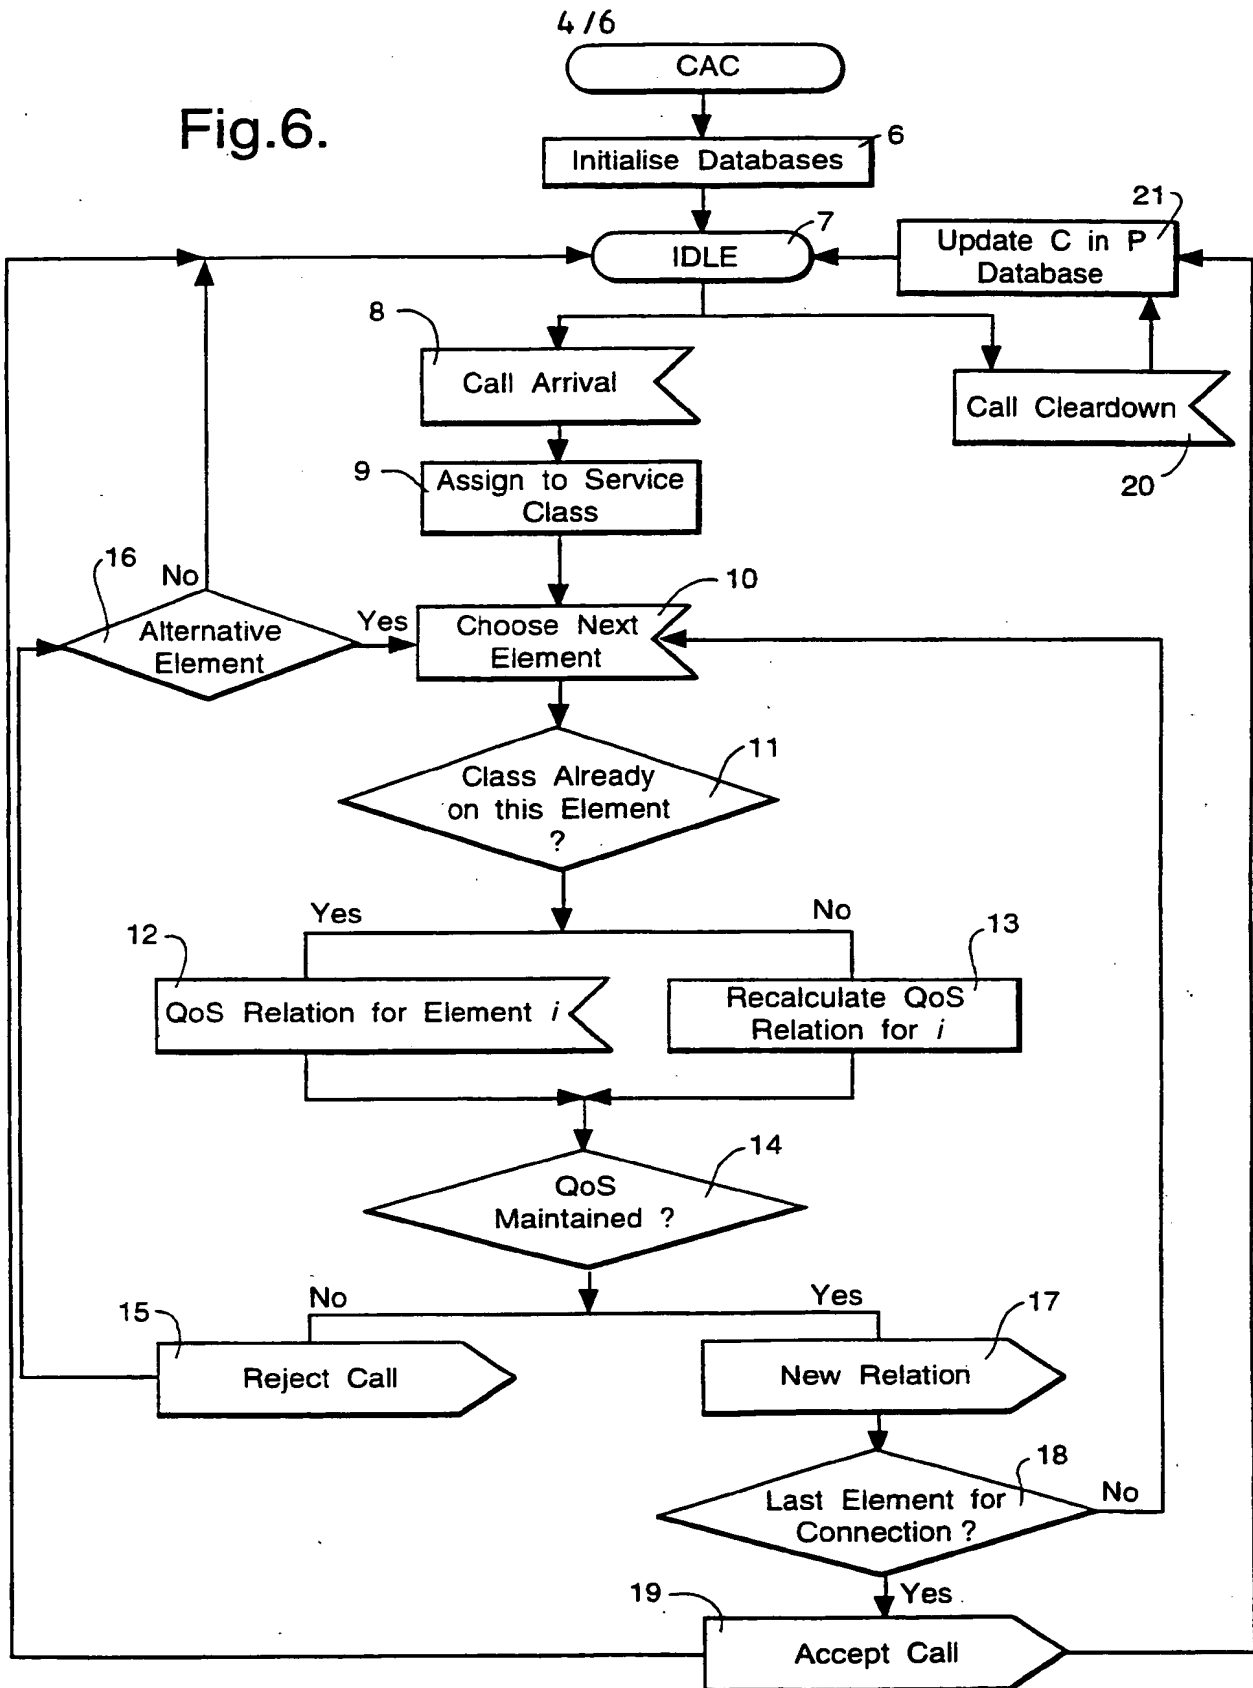 4/6
CAC
Fig.6.
6
Initialise Databases
7
IDLE
21
Update C in P
Database
8
Call Arrival
Call Cleardown
20
9
Assign to Service
Class
16
No
10
Alternative
Element
Yes
Choose Next
Element
11
Class Already
on this Element
?
Yes
No
12
13
QoS Relation for Element i
Recalculate QoS
Relation for i
14
QoS
Maintained ?
No
Yes
15
17
Reject Call
New Relation
18
Last Element for
Connection ?
No
Yes
19
Accept Call